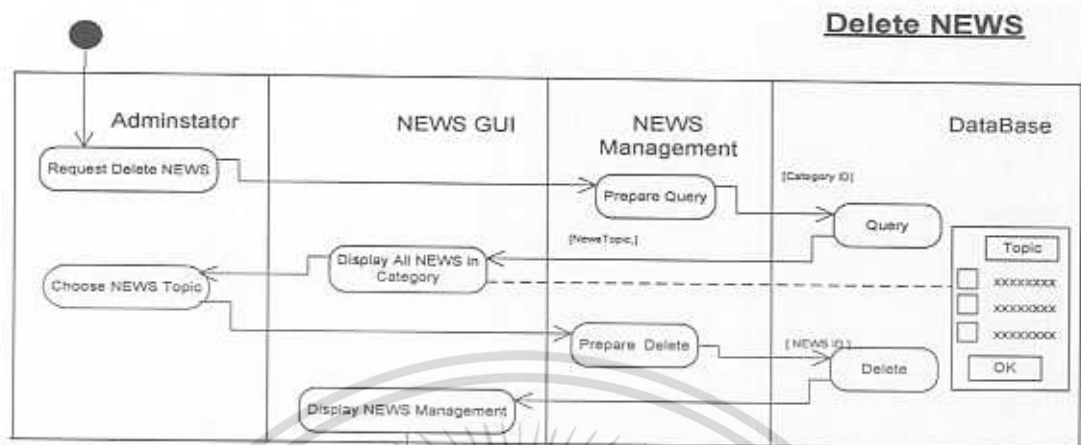 Delete NEWS
Adminstator
NEWS GUI
NEWS
Management
DataBase
Request Delete NEWS
Prepare Query
[Category ID]
Query
[NewsTopic,]
Display All NEWS in
Category
Choose NEWS Topic
Topic
xxxxxxxx
xxxxxxxx
xxxxxxxx
OK
Prepare Delete
[ NEWS ID ]
Delete
Display NEWS Management